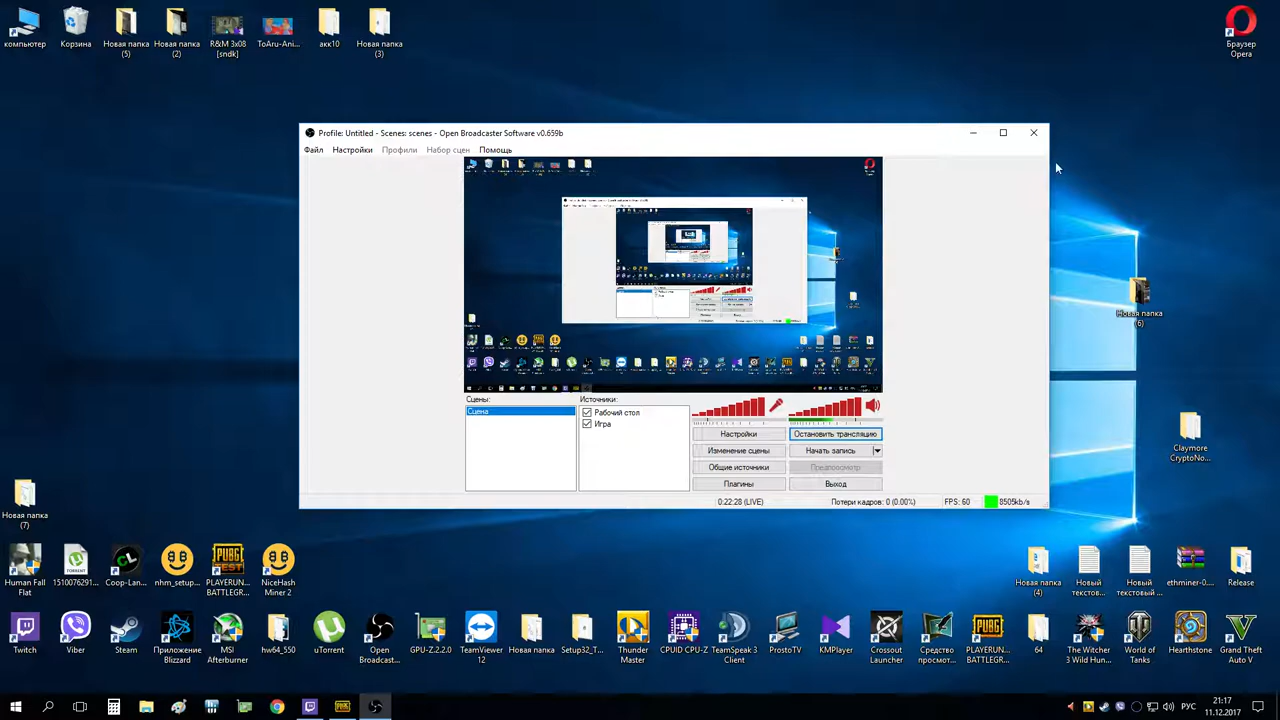 компьютер
Корзина
Новая папка
(5)
Новая папка
(2)
R&M 3x08
[sndk]
ToAru-Ani...
акк10
Новая папка
(3)
Браузер
Opera
Profile: Untitled - Scenes: scenes - Open Broadcaster Software v0.659b
Файл
Настройки
Профили
Набор сцен
Помощь
Сцены:
Сцена
Источники:
Рабочий стол
Игра
Настройки
Остановить трансляцию
Изменение сцены
Начать запись
Общие источники
Предпросмотр
Плагины
Выход
0:22:28 (LIVE)
Потери кадров: 0 (0.00%)
FPS: 60
8505kb/s
Новая папка
(6)
Claymore
CryptoNo...
Новая папка
(7)
Human Fall
Flat
1510076291...
Coop-Lan...
nhm_setup...
PLAYERUN...
BATTLEGR...
NiceHash
Miner 2
Новая папка
(4)
Новый
текстов...
Новый
текстовый ...
ethminer-0....
Release
Twitch
Viber
Steam
Приложение
Blizzard
MSI
Afterburner
hw64_550
uTorrent
Open
Broadcast...
GPU-Z.2.2.0
TeamViewer
12
Новая папка
Setup32_T...
Thunder
Master
CPUID CPU-Z
TeamSpeak 3
Client
ProstoTV
KMPlayer
Crossout
Launcher
Средство
просмот...
PLAYERUN...
BATTLEGR...
64
The Witcher
3 Wild Hun...
World of
Tanks
Hearthstone
Grand Theft
Auto V
РУС
21:17
11.12.2017